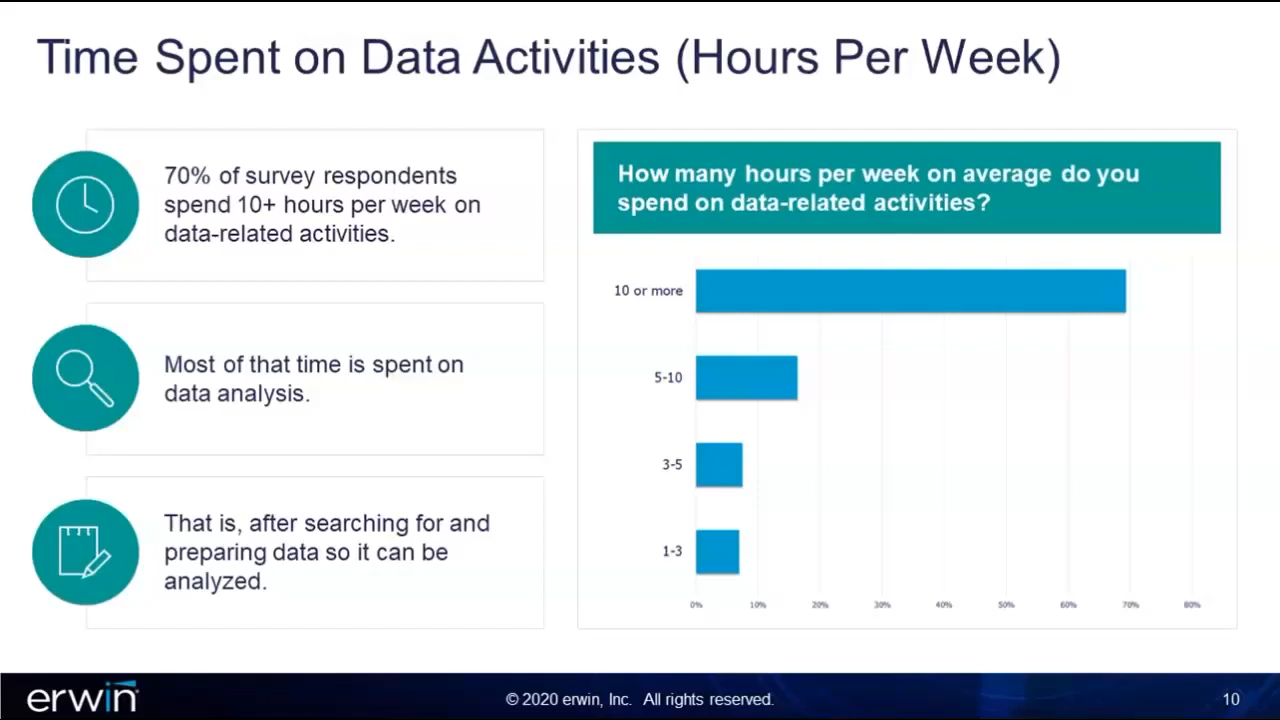 Time Spent on Data Activities (Hours Per Week)
70% of survey respondents
spend 10+ hours per week on
data-related activities.
Most of that time is spent on
data analysis.
That is, after searching for and
preparing data so it can be
analyzed.
How many hours per week on average do you
spend on data-related activities?
10 or more
5-10
3-5
1-3
0% 10% 20% 30% 40% 50% 60% 70% 80%
erwin
© 2020 erwin, Inc. All rights reserved.
10